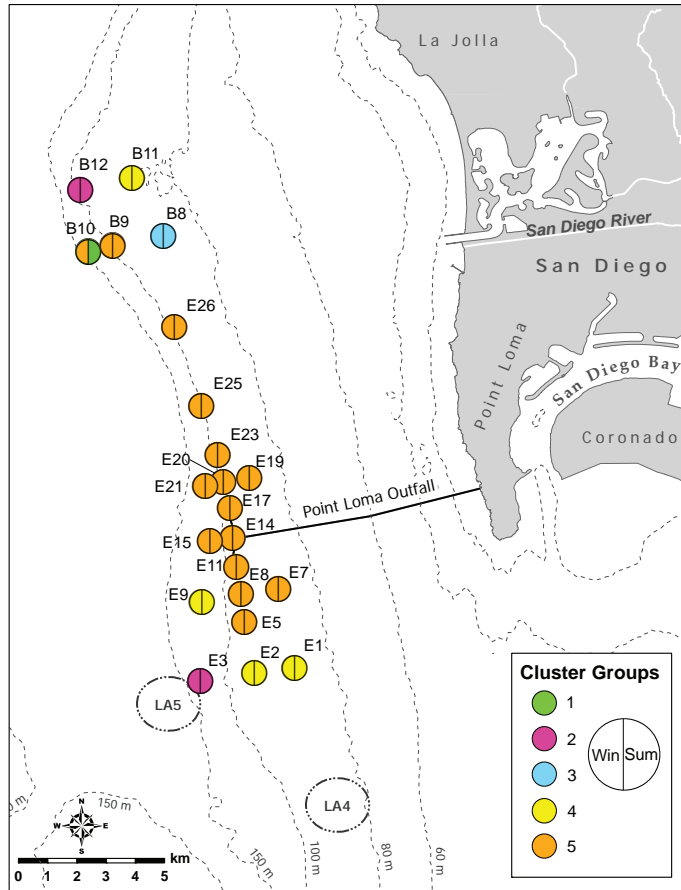 La Jolla
B12
B11
B10
B9
B8
San Diego River
San Diego
E26
Point Loma
San Diego Bay
E25
Coronado
E23
E20
E19
E21
E17
Point Loma Outfall
E14
E15
E11
E8
E7
E9
E5
E3
E2
E1
LA5
LA4
Cluster Groups
1
2
3
4
5
Win
Sum
150 m
N
W
E
S
150 m
100 m
80 m
60 m
0 1 2 3 4 5
km